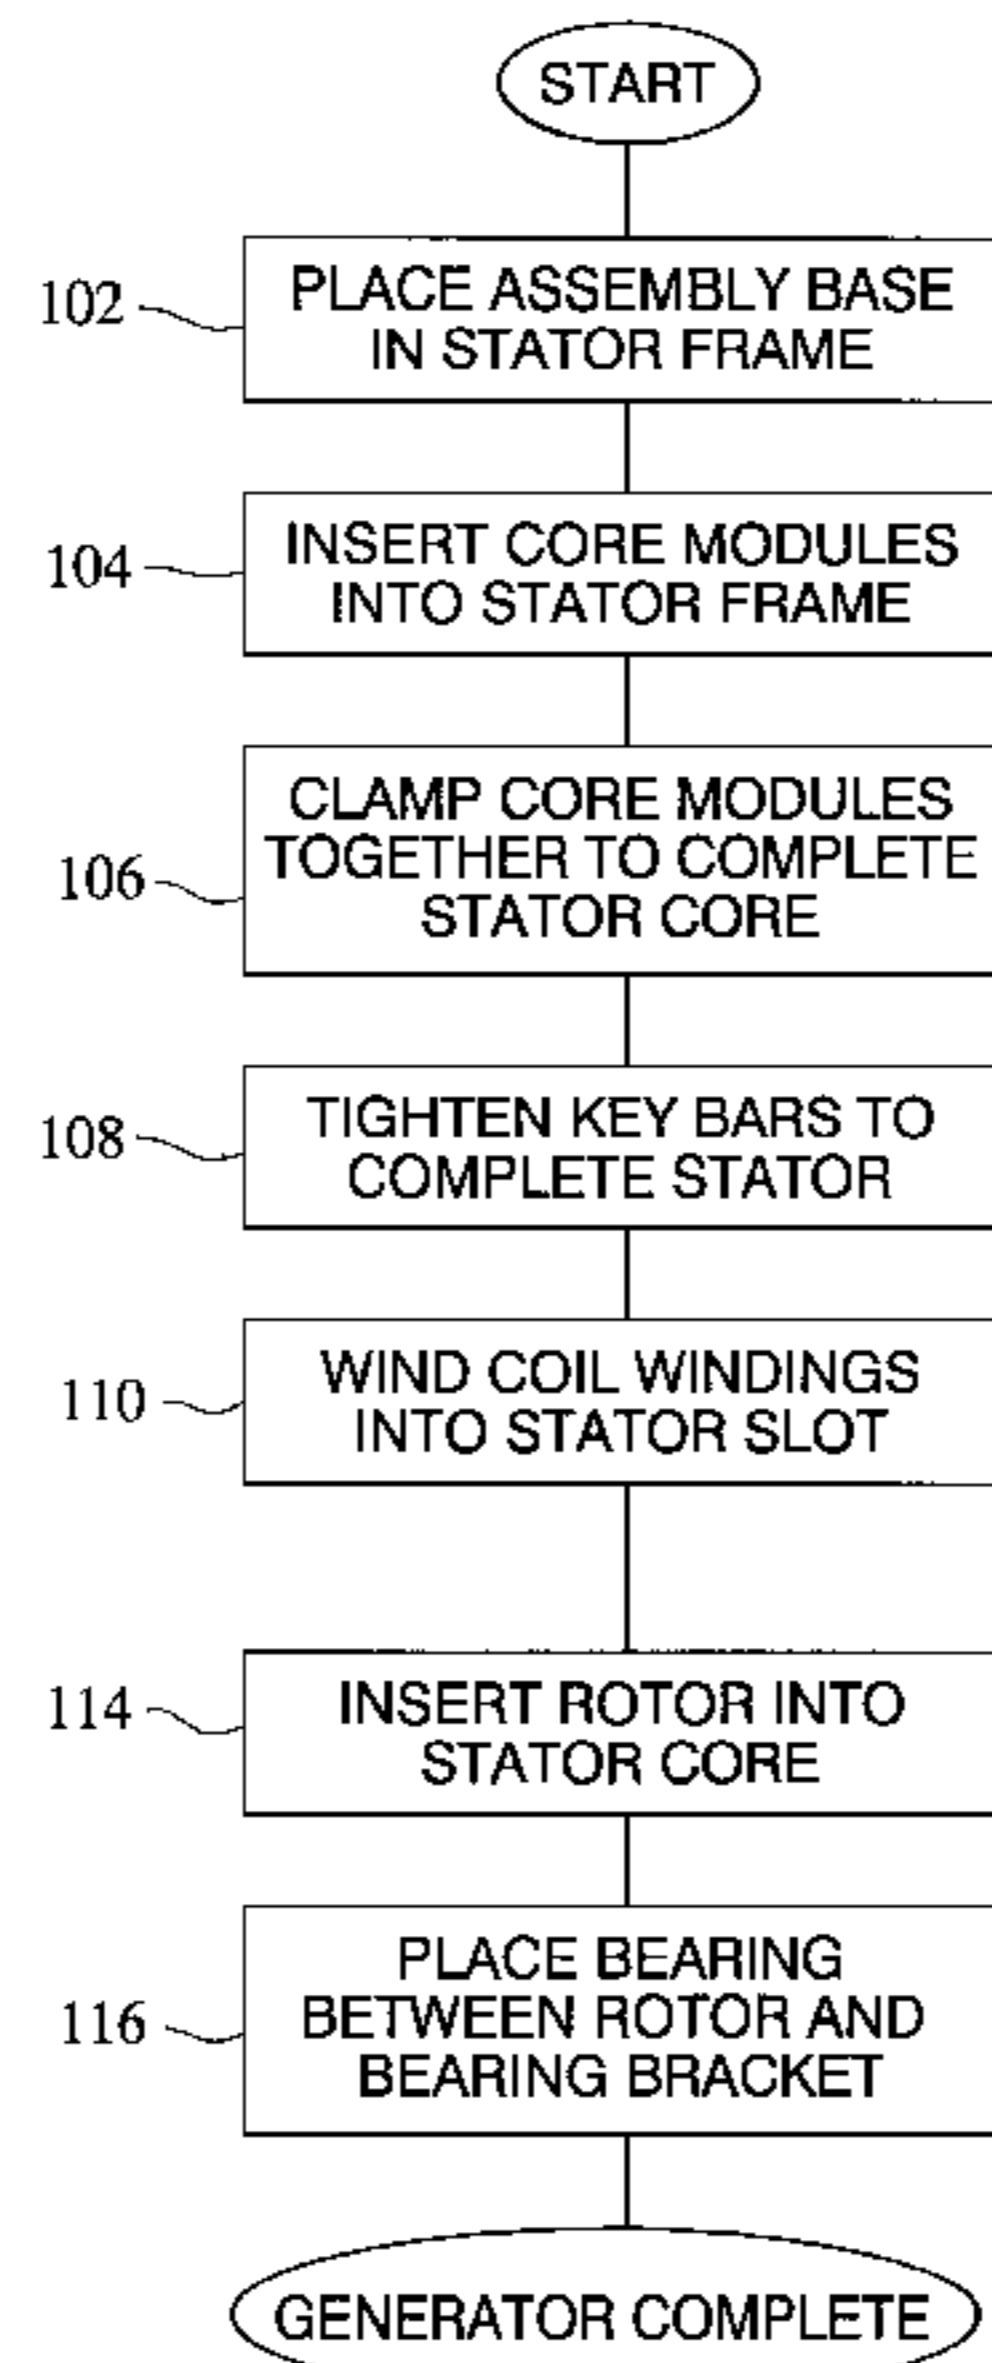 START
102
PLACE ASSEMBLY BASE
IN STATOR FRAME
104
INSERT CORE MODULES
INTO STATOR FRAME
106
CLAMP CORE MODULES
TOGETHER TO COMPLETE
STATOR CORE
108
TIGHTEN KEY BARS TO
COMPLETE STATOR
110
WIND COIL WINDINGS
INTO STATOR SLOT
114
INSERT ROTOR INTO
STATOR CORE
116
PLACE BEARING
BETWEEN ROTOR AND
BEARING BRACKET
GENERATOR COMPLETE